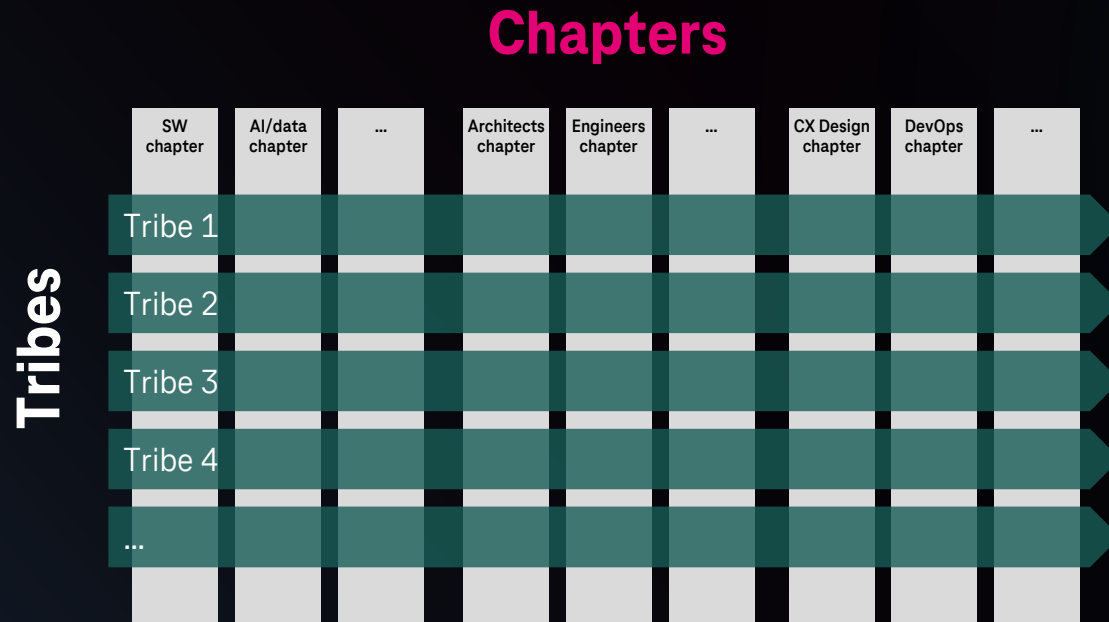 Chapters
SW
chapter
AI/data
chapter
...
Architects
chapter
Engineers
chapter
...
CX Design
chapter
DevOps
chapter
...
Tribes
Tribe 1
Tribe 2
Tribe 3
Tribe 4
...